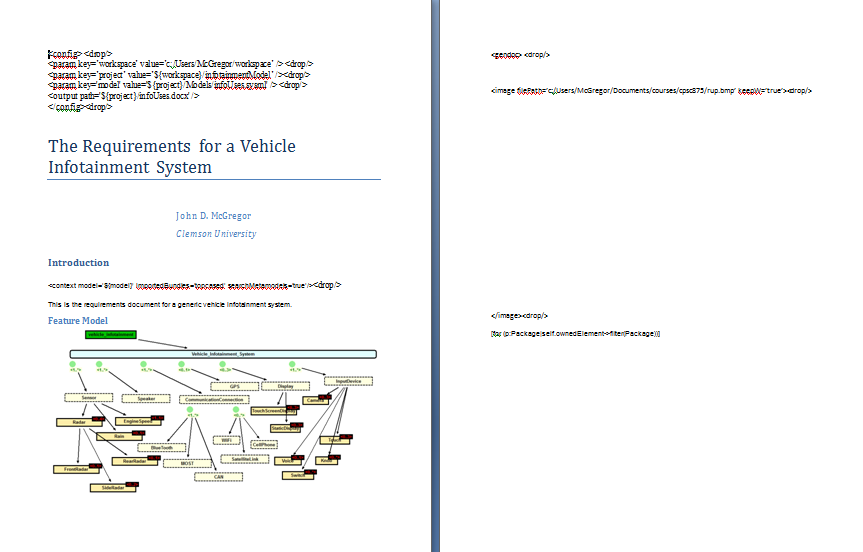 <config> <drop/>
<param key='workspace' value='c:/Users/McGregor/workspace' /> <drop/>
<param key='project' value='${workspace}/infotainmentModel' /><drop/>
<param key='model' value='${project}/Models/infoUses.sysml' /> <drop/>
<output path='${project}/infoUses.docx' />
</config><drop/>
The Requirements for a Vehicle
Infotainment System
John D. McGregor
Clemson University
Introduction
<context model='${model}' importedBundles='topcased' searchMetamodels='true'/><drop/>
This is the requirements document for a generic vehicle infotainment system.
Feature Model
Vehicle_Infotainment
Vehicle_Infotainment_System
GPS
Display
InputDevice
Sensor
Speaker
CommunicationConnection
Camera
TouchScreenDisplay
Radar
EngineSpeed
StaticDisplay
Rain
WiFi
CellPhone
Touch
BlueTooth
RearRadar
MOST
SatelliteLink
Voice
Knob
FrontRadar
CAN
Switch
SideRadar
<gendoc> <drop/>
<image filePath='c:/Users/McGregor/Documents/courses/cpsc875/rup.bmp' keepW='true'><drop/>
</image><drop/>
[for (p:Package|self.ownedElement->filter(Package))]